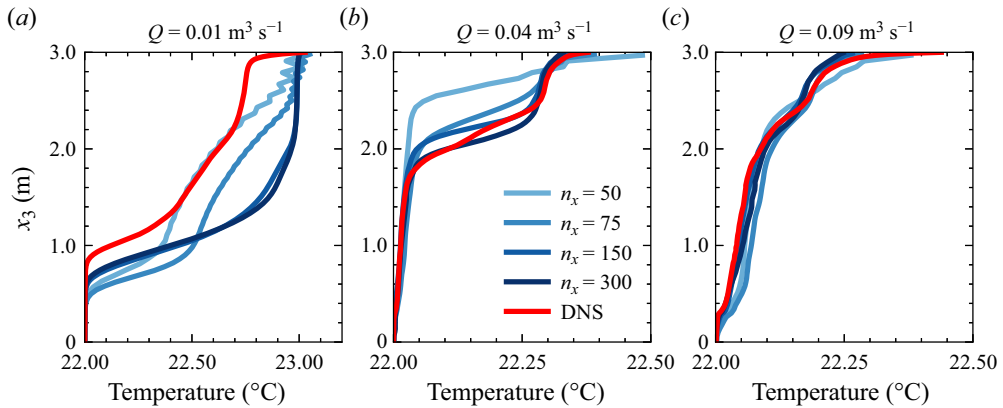 (a) Q = 0.01 m³ s⁻¹ (b) Q = 0.04 m³ s⁻¹ (c) Q = 0.09 m³ s⁻¹
3.0 3.0 3.0
2.0 2.0 2.0
x₃ (m)
nₓ = 50
nₓ = 75
1.0 1.0 1.0
nₓ = 150
nₓ = 300
DNS
0 0 0
22.00 22.50 23.00 22.00 22.25 22.50 22.00 22.25 22.50
Temperature (°C) Temperature (°C) Temperature (°C)